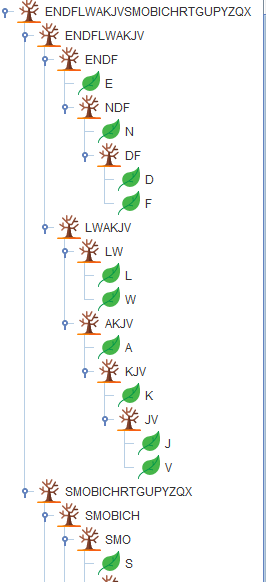 ENDFLWAKJVSMOBICHRTGUPYZQX
ENDFLWAKJV
ENDF
E
NDF
N
DF
D
F
LWAKJV
LW
L
W
AKJV
A
KJV
K
JV
J
V
SMOBICHRTGUPYZQX
SMOBICH
SMO
S